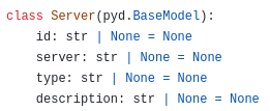 class Server(pyd.BaseModel):
    id: str | None = None
    server: str | None = None
    type: str | None = None
    description: str | None = None